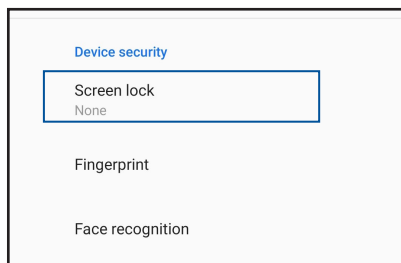 Device security
Screen lock
None
Fingerprint
Face recognition